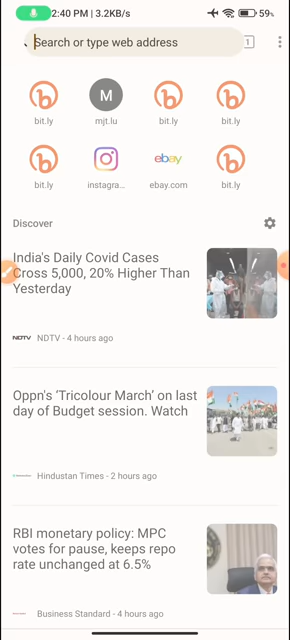 2:40 PM | 3.2KB/s
59%
Search or type web address
1
bit.ly
M
mjt.lu
bit.ly
bit.ly
bit.ly
instagra...
ebay
ebay.com
bit.ly
Discover
India's Daily Covid Cases
Cross 5,000, 20% Higher Than
Yesterday
NDTV
NDTV - 4 hours ago
Oppn's ‘Tricolour March’ on last
day of Budget session. Watch
Hindustan Times - 2 hours ago
RBI monetary policy: MPC
votes for pause, keeps repo
rate unchanged at 6.5%
Business Standard - 4 hours ago